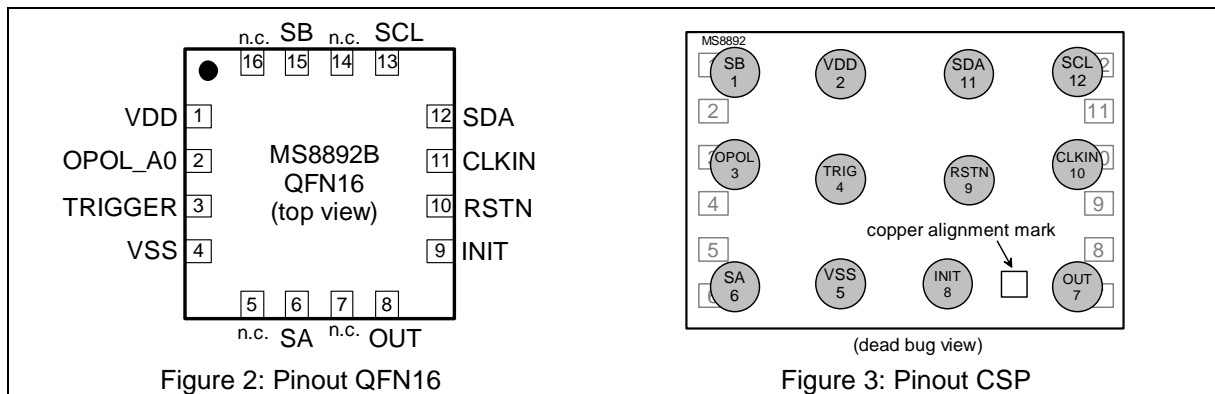 n.c. SB n.c. SCL
16 15 14 13
VDD 1
OPOL_A0 2
TRIGGER 3
VSS 4
MS8892B
QFN16
(top view)
12 SDA
11 CLKIN
10 RSTN
9 INIT
5 6 7 8
n.c. SA n.c. OUT
Figure 2: Pinout QFN16
MS8892
SB
1
VDD
2
SDA
11
SCL
12
2
2
11
OPOL
3
TRIG
4
RSTN
9
CLKIN
10
0
4
9
copper alignment mark
5
8
SA
6
VSS
5
INIT
8
OUT
7
(dead bug view)
Figure 3: Pinout CSP